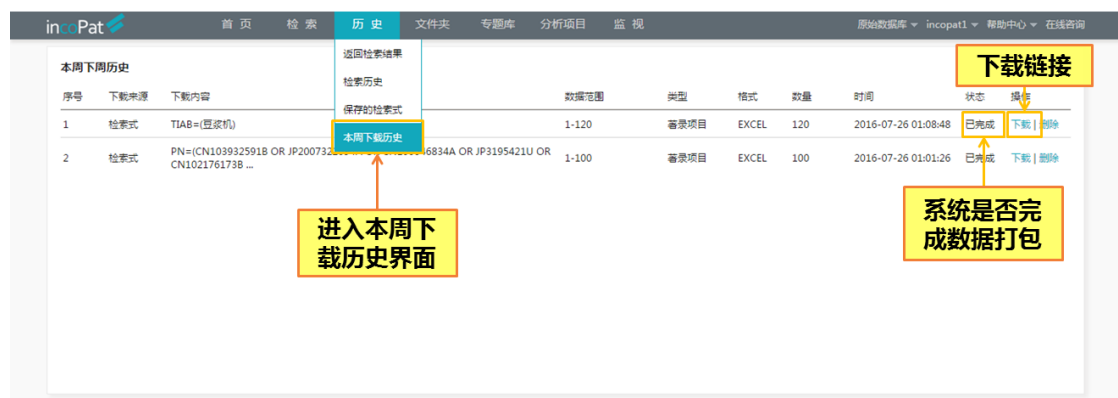 incoPat
首 页 检 索 历 史 文件夹 专题库 分析项目 监 视 原始数据库 incopat1 帮助中心 在线咨询
返回检索结果
检索历史
保存的检索式
本周下载历史
本周下周历史
下载链接
序号 下载来源 下载内容 数据范围 类型 格式 数量 时间 状态 操作
1 检索式 TIAB=(豆浆机) 1-120 著录项目 EXCEL 120 2016-07-26 01:08:48 已完成 下载 | 删除
2 检索式 PN=(CN103932591B OR OR JP3195421U OR
CN102176173B ... 1-100 著录项目 EXCEL 100 2016-07-26 01:01:26 已完成 下载 | 删除
进入本周下
载历史界面
系统是否完
成数据打包